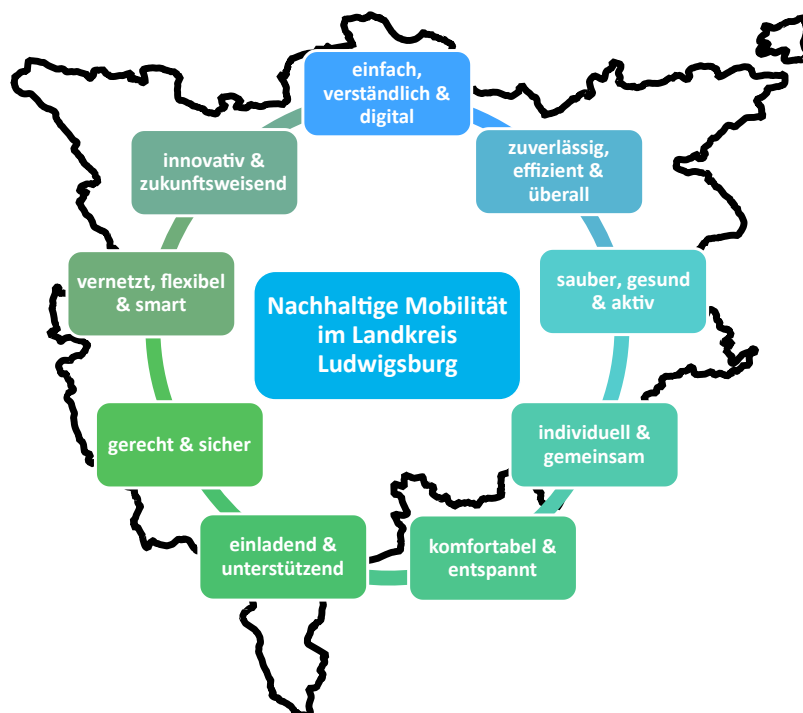 einfach,
verständlich &
digital
zuverlässig,
effizient &
überall
sauber, gesund
& aktiv
individuell &
gemeinsam
komfortabel &
entspannt
einladend &
unterstützend
gerecht & sicher
vernetzt, flexibel
& smart
innovativ &
zukunftsweisend
Nachhaltige Mobilität
im Landkreis
Ludwigsburg